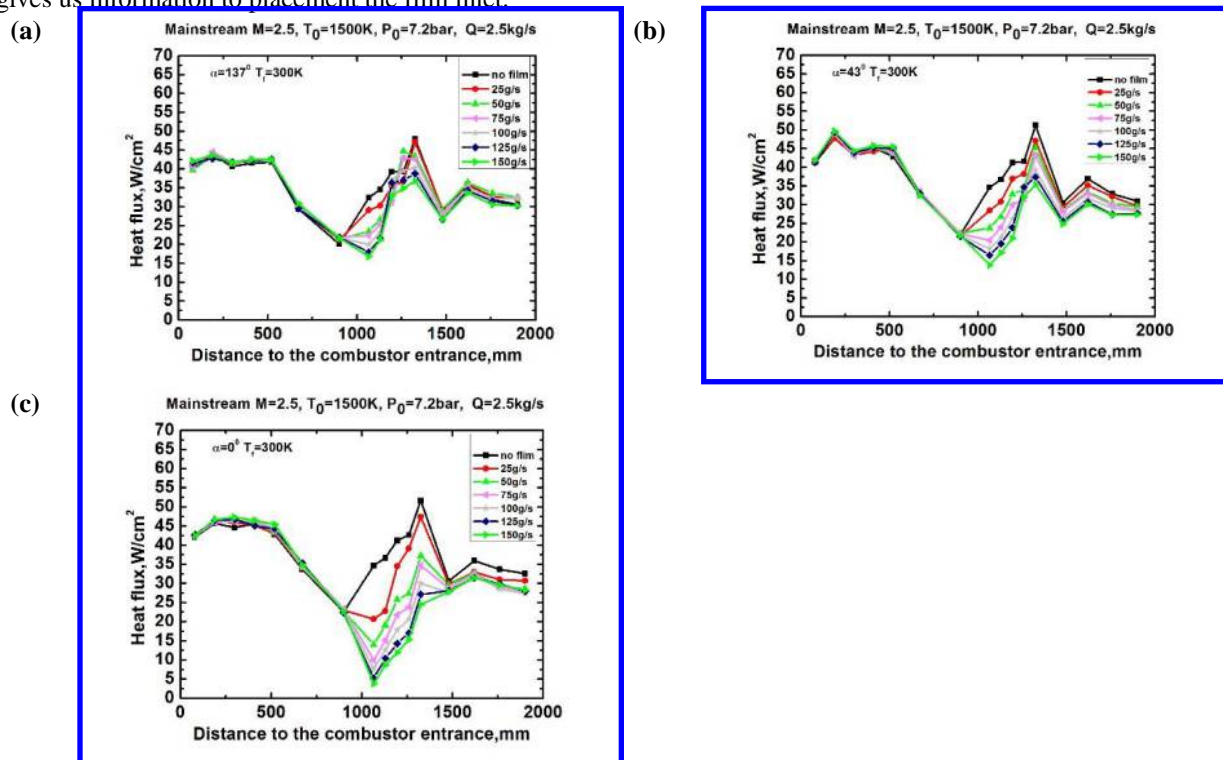 gives us information to placement the film inlet.
(a)
Mainstream M=2.5, T0=1500K, P0=7.2bar, Q=2.5kg/s
α=137⁰ Tf=300K
no film
25g/s
50g/s
75g/s
100g/s
125g/s
150g/s
Heat flux,W/cm²
70
65
60
55
50
45
40
35
30
25
20
15
10
5
0
0
500
1000
1500
2000
Distance to the combustor entrance,mm
(b)
Mainstream M=2.5, T0=1500K, P0=7.2bar, Q=2.5kg/s
α=43⁰ Tf=300K
no film
25g/s
50g/s
75g/s
100g/s
125g/s
150g/s
Heat flux,W/cm²
70
65
60
55
50
45
40
35
30
25
20
15
10
5
0
0
500
1000
1500
2000
Distance to the combustor entrance,mm
(c)
Mainstream M=2.5, T0=1500K, P0=7.2bar, Q=2.5kg/s
α=0⁰ Tf=300K
no flim
25g/s
50g/s
75g/s
100g/s
125g/s
150g/s
Heat flux,W/cm²
70
65
60
55
50
45
40
35
30
25
20
15
10
5
0
0
500
1000
1500
2000
Distance to the combustor entrance,mm